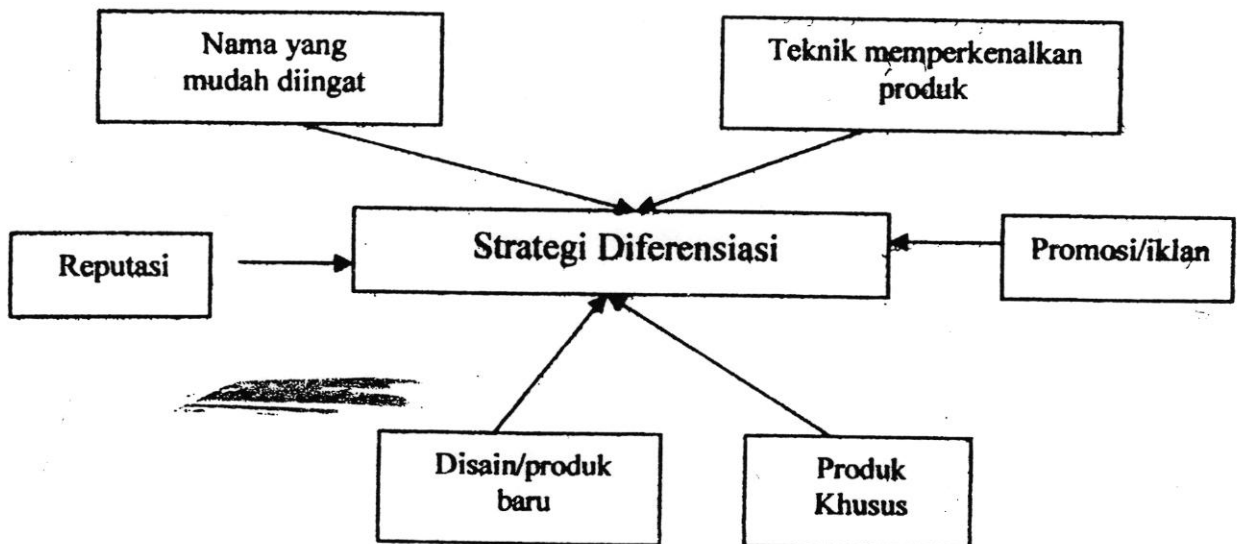 Nama yang
mudah diingat
Teknik memperkenalkan
produk
Reputasi
Strategi Diferensiasi
Promosi/iklan
Disain/produk
baru
Produk
Khusus